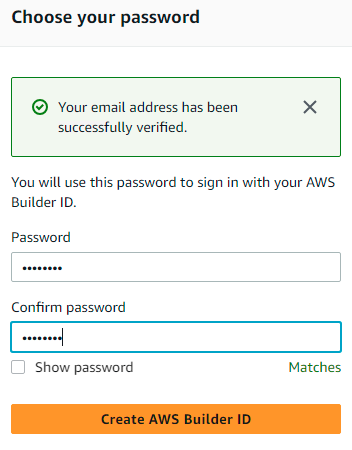 Choose your password
Your email address has been
successfully verified.
You will use this password to sign in with your AWS
Builder ID.
Password
••••••••
Confirm password
••••••••
Show password
Matches
Create AWS Builder ID